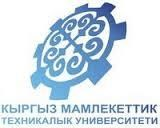 КЫРГЫЗ МАМЛЕКЕТТИК
ТЕХНИКАЛЫК УНИВЕРСИТЕТИ